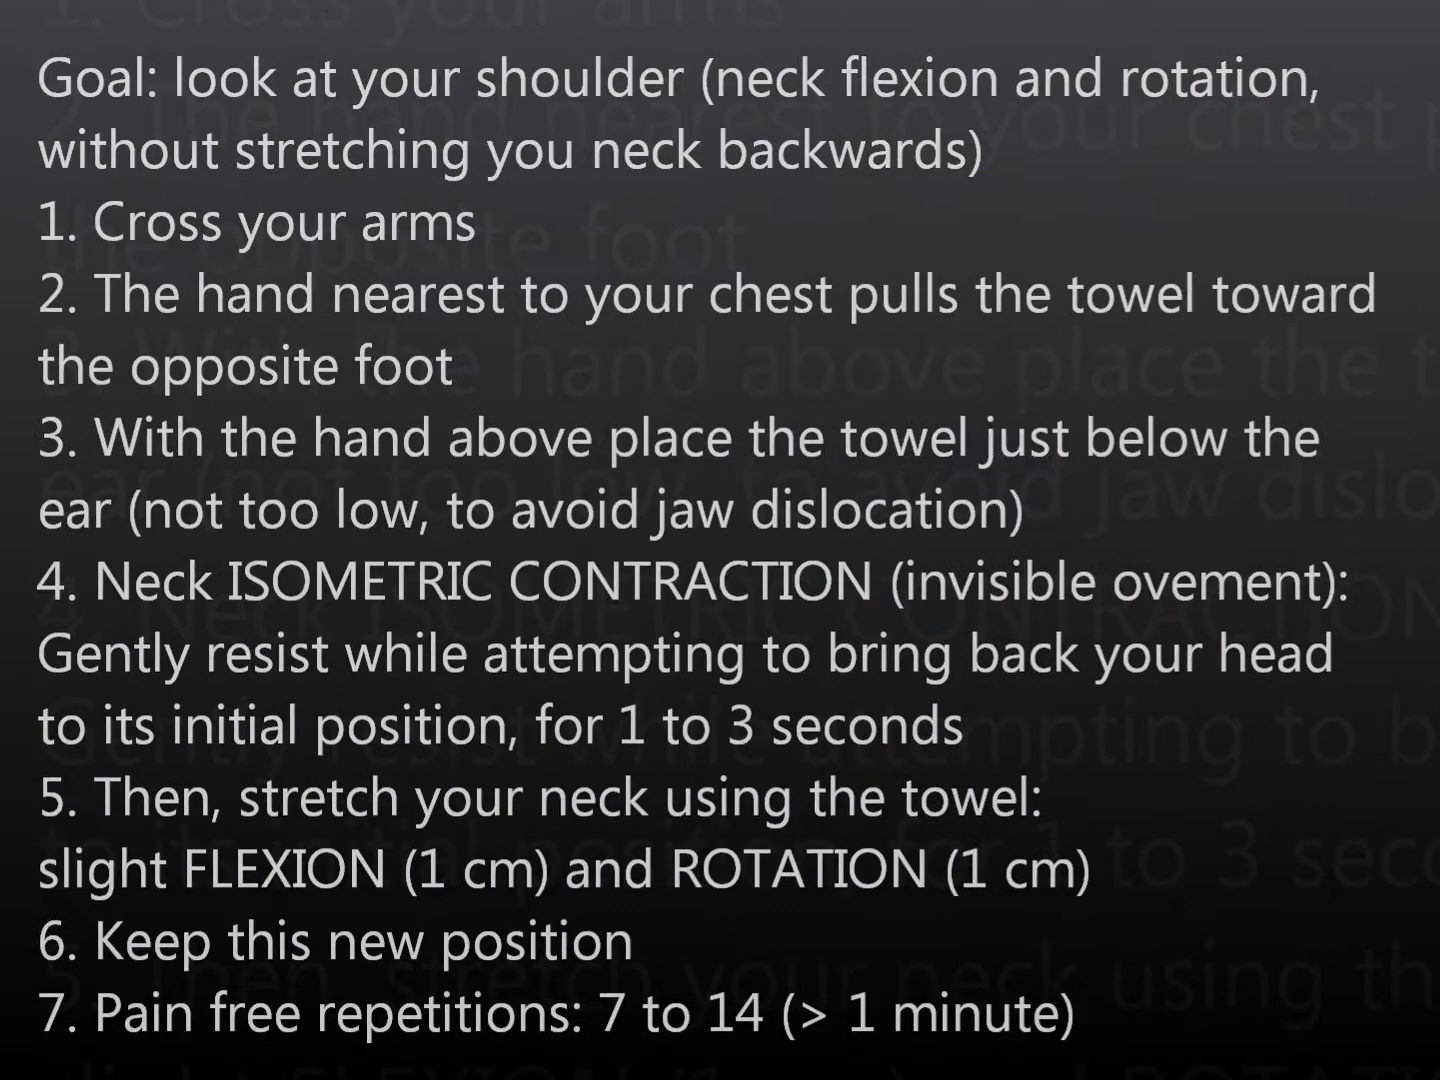 Goal: look at your shoulder (neck flexion and rotation,
without stretching you neck backwards)
1. Cross your arms
2. The hand nearest to your chest pulls the towel toward
the opposite foot
3. With the hand above place the towel just below the
ear (not too low, to avoid jaw dislocation)
4. Neck ISOMETRIC CONTRACTION (invisible ovement):
Gently resist while attempting to bring back your head
to its initial position, for 1 to 3 seconds
5. Then, stretch your neck using the towel:
slight FLEXION (1 cm) and ROTATION (1 cm)
6. Keep this new position
7. Pain free repetitions: 7 to 14 (> 1 minute)